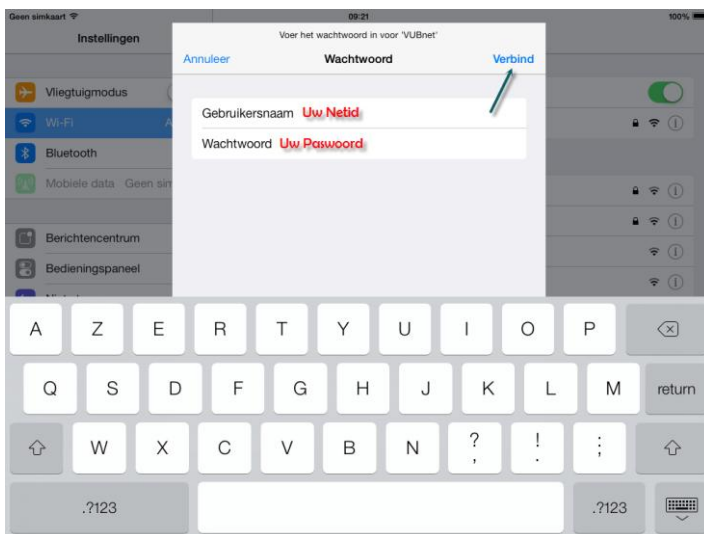 Geen simkaart 09:21 100%
Instellingen
Voer het wachtwoord in voor 'VUBnet'
Annuleer Wachtwoord Verbind
Vliegtuigmodus
Wi-Fi A
Gebruikersnaam Uw Netid
Wachtwoord Uw Paswoord
Bluetooth
Mobiele data Geen sim
Berichtencentrum
Bedieningspaneel
A Z E R T Y U I O P
Q S D F G H J K L M return
W X C V B N ? , ! . ; :
.?123 .?123